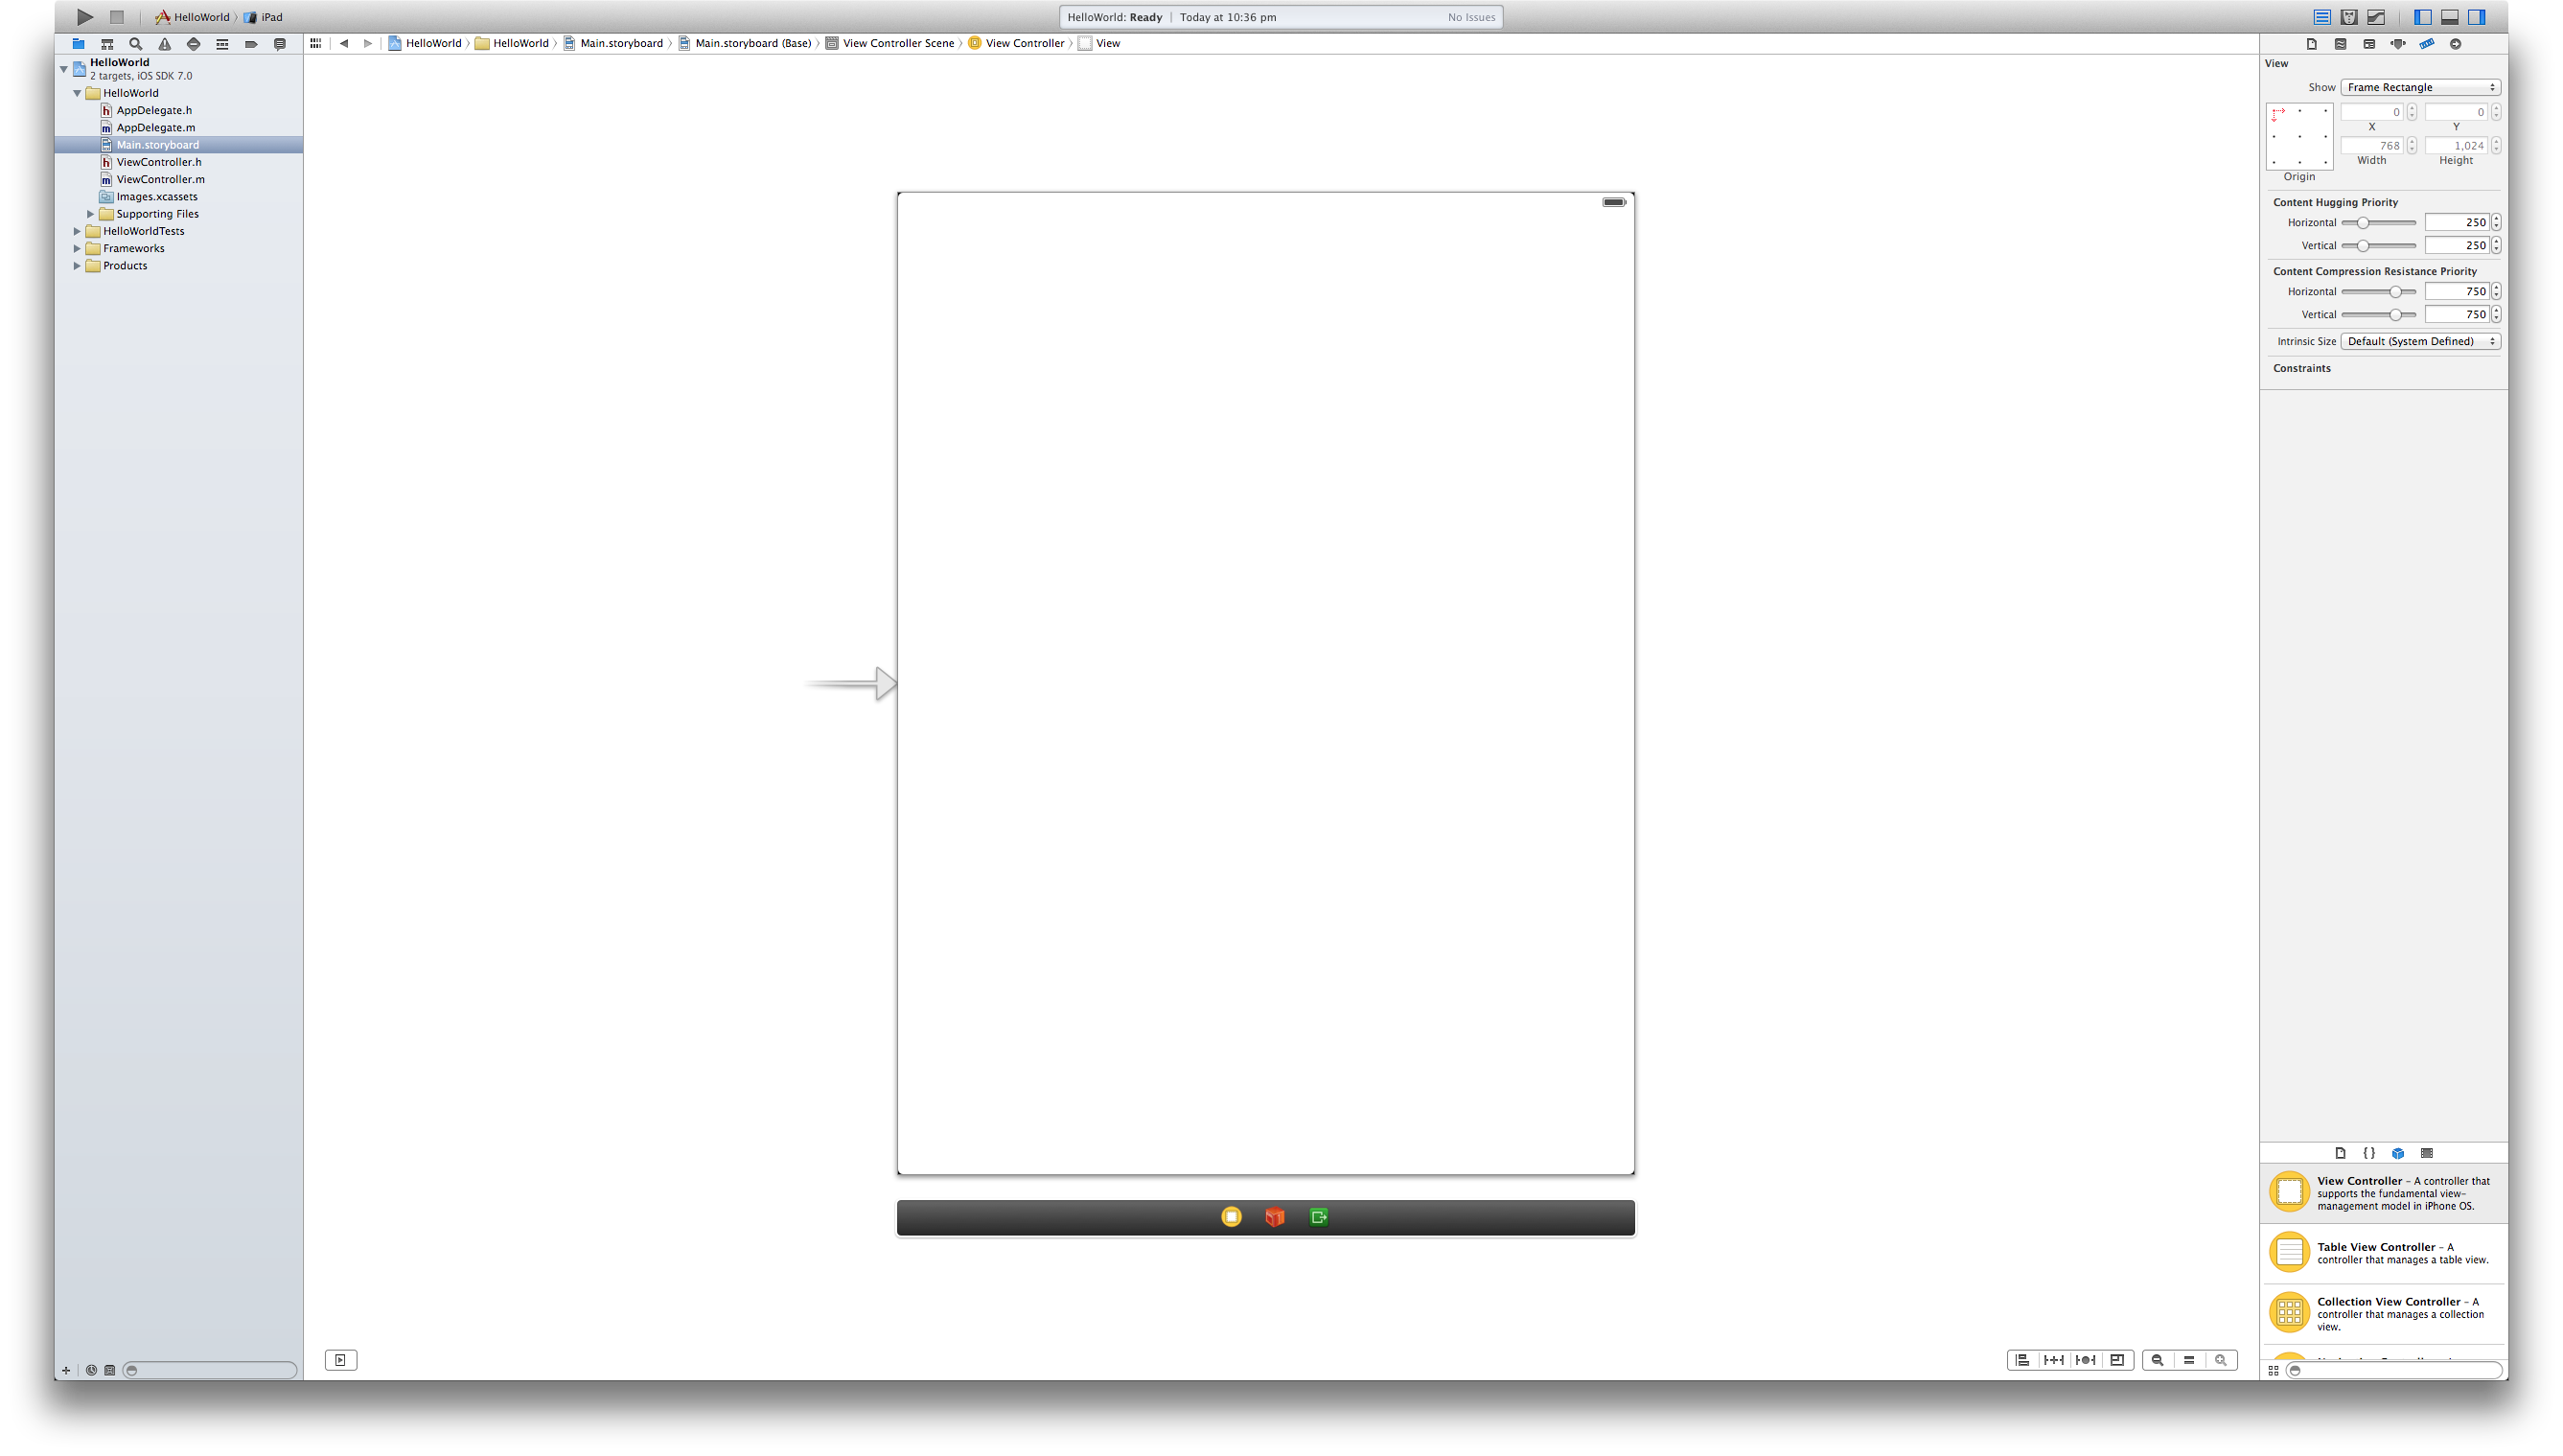 HelloWorld 〉 iPad
HelloWorld: Ready | Today at 10:36 pm
No Issues
HelloWorld 〉 HelloWorld 〉 Main.storyboard 〉 Main.storyboard (Base) 〉 View Controller Scene 〉 View Controller 〉 View
HelloWorld
2 targets, iOS SDK 7.0
HelloWorld
AppDelegate.h
AppDelegate.m
Main.storyboard
ViewController.h
ViewController.m
Images.xcassets
Supporting Files
HelloWorldTests
Frameworks
Products
View
Show Frame Rectangle
0 0
X Y
768 1,024
Width Height
Origin
Content Hugging Priority
Horizontal 250
Vertical 250
Content Compression Resistance Priority
Horizontal 750
Vertical 750
Intrinsic Size Default (System Defined)
Constraints
View Controller – A controller that
supports the fundamental view-
management model in iPhone OS.
Table View Controller – A
controller that manages a table view.
Collection View Controller – A
controller that manages a collection
view.